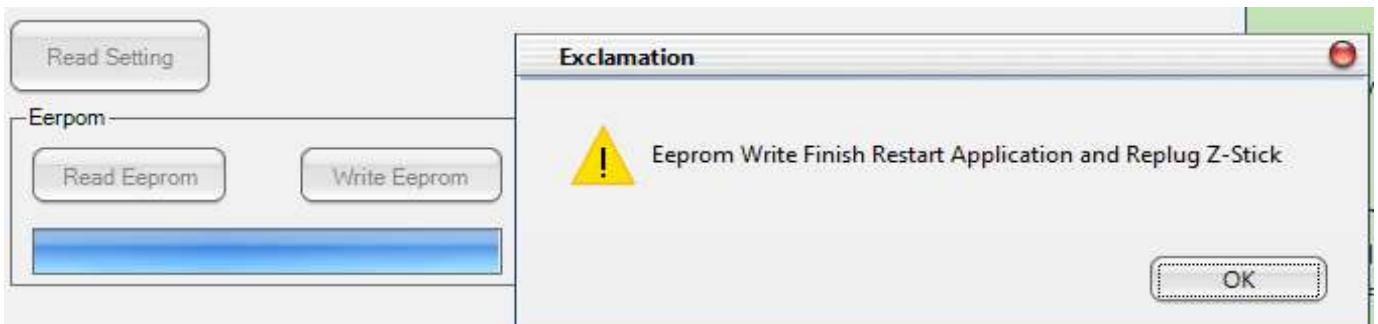 Read Setting
Exclamation
Eerpom
Read Eeprom
Write Eeprom
! Eeprom Write Finish Restart Application and Replug Z-Stick
OK